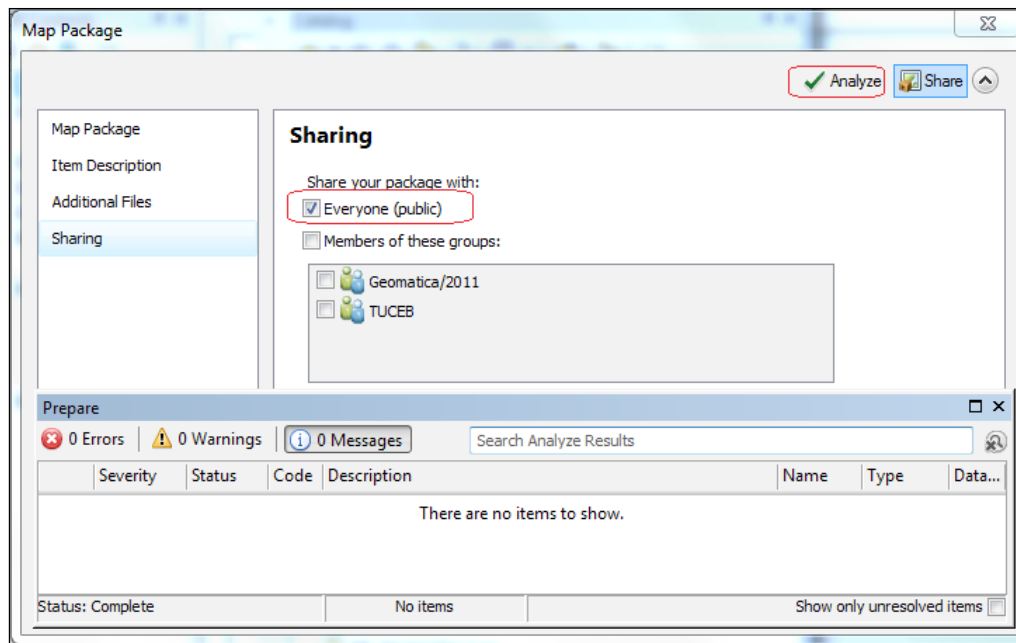 Map Package
Analyze Share
Map Package
Item Description
Additional Files
Sharing
Sharing
Share your package with:
Everyone (public)
Members of these groups:
Geomatica/2011
TUCEB
Prepare
0 Errors 0 Warnings 0 Messages Search Analyze Results
Severity Status Code Description Name Type Data...
There are no items to show.
Status: Complete No items Show only unresolved items